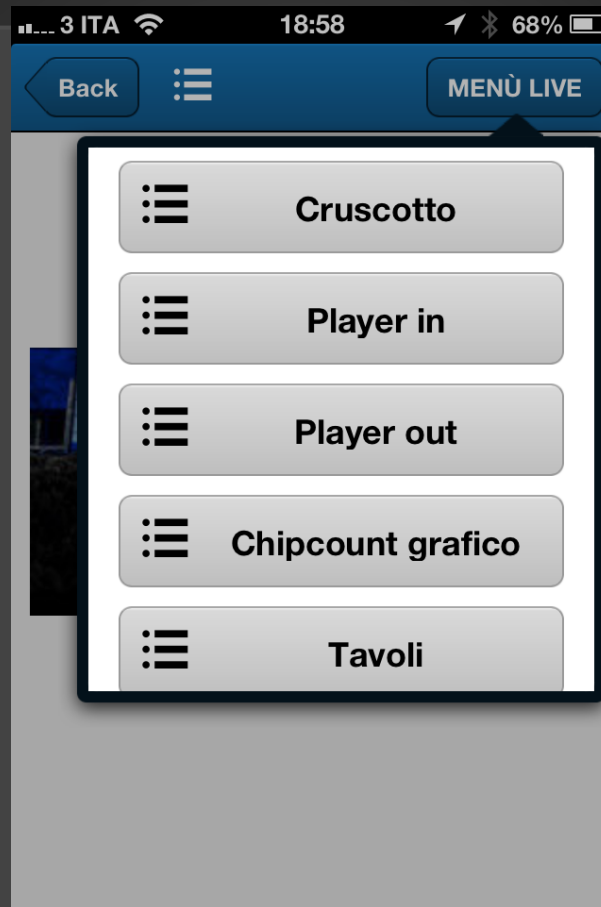 3 ITA 18:58 68%
Back MENÙ LIVE
Cruscotto
Player in
Player out
Chipcount grafico
Tavoli